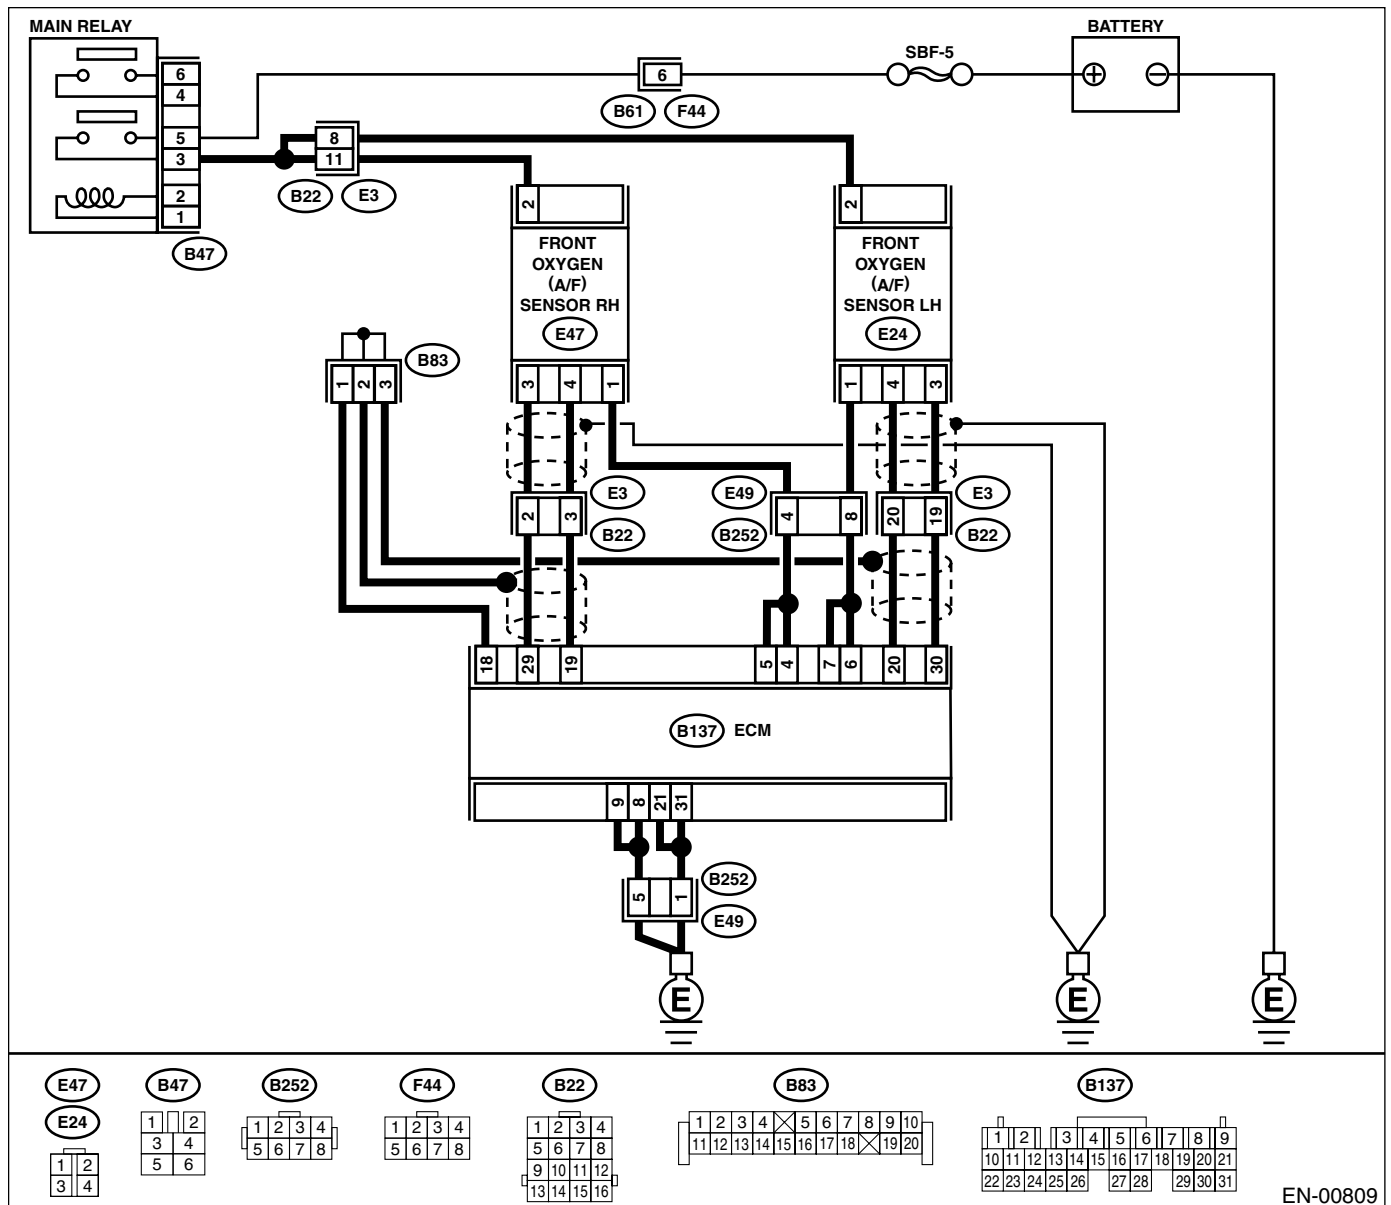 MAIN RELAY
BATTERY
SBF-5
6
4
5
3
2
1
B47
6
B61 F44
8
11
B22 E3
2
FRONT
OXYGEN
(A/F)
SENSOR RH
E47
3 4 1
2
FRONT
OXYGEN
(A/F)
SENSOR LH
E24
1 4 3
B83
1 2 3
E3
2 3
B22
E49
4 8
B252
E3
20 19
B22
18 29 19 5 4 7 6 20 30
B137 ECM
9 8 21 31
B252
5 1
E49
E E E
E47
E24
1 2
3 4
B47
1 2
3 4
5 6
B252
1 2 3 4
5 6 7 8
F44
1 2 3 4
5 6 7 8
B22
1 2 3 4
5 6 7 8
9 10 11 12
13 14 15 16
B83
1 2 3 4 5 6 7 8 9 10
11 12 13 14 15 16 17 18 19 20
B137
1 2 3 4 5 6 7 8 9
10 11 12 13 14 15 16 17 18 19 20 21
22 23 24 25 26 27 28 29 30 31
EN-00809